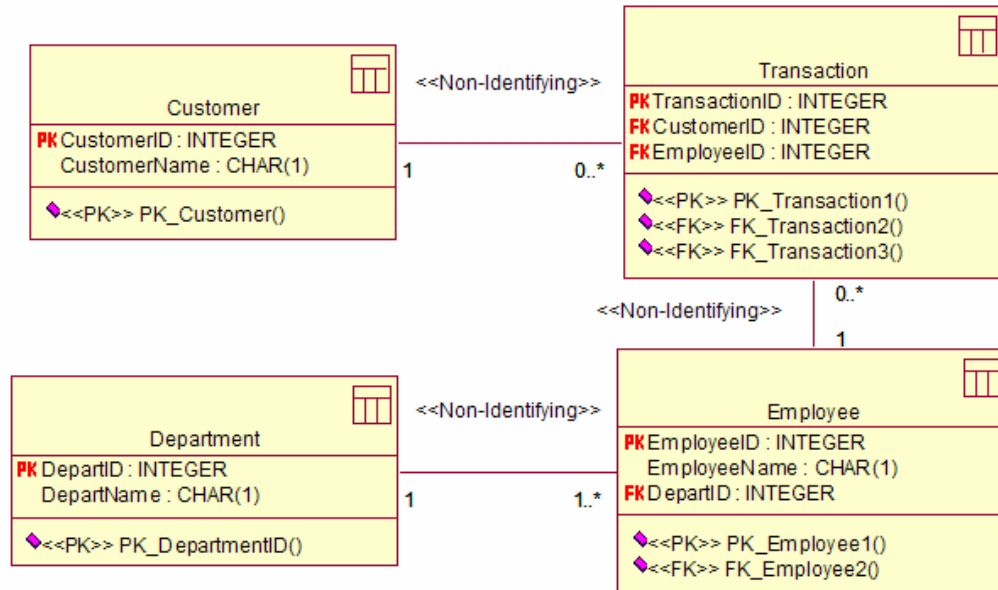 Customer
PK CustomerID : INTEGER
CustomerName : CHAR(1)
<<PK>> PK_Customer()
<<Non-Identifying>>
1
0..*
Transaction
PK TransactionID : INTEGER
FK CustomerID : INTEGER
FK EmployeeID : INTEGER
<<PK>> PK_Transaction1()
<<FK>> FK_Transaction2()
<<FK>> FK_Transaction3()
<<Non-Identifying>>
0..*
1
Department
PK DepartID : INTEGER
DepartName : CHAR(1)
<<PK>> PK_DepartmentID()
<<Non-Identifying>>
1
1..*
Employee
PK EmployeeID : INTEGER
EmployeeName : CHAR(1)
FK DepartID : INTEGER
<<PK>> PK_Employee1()
<<FK>> FK_Employee2()